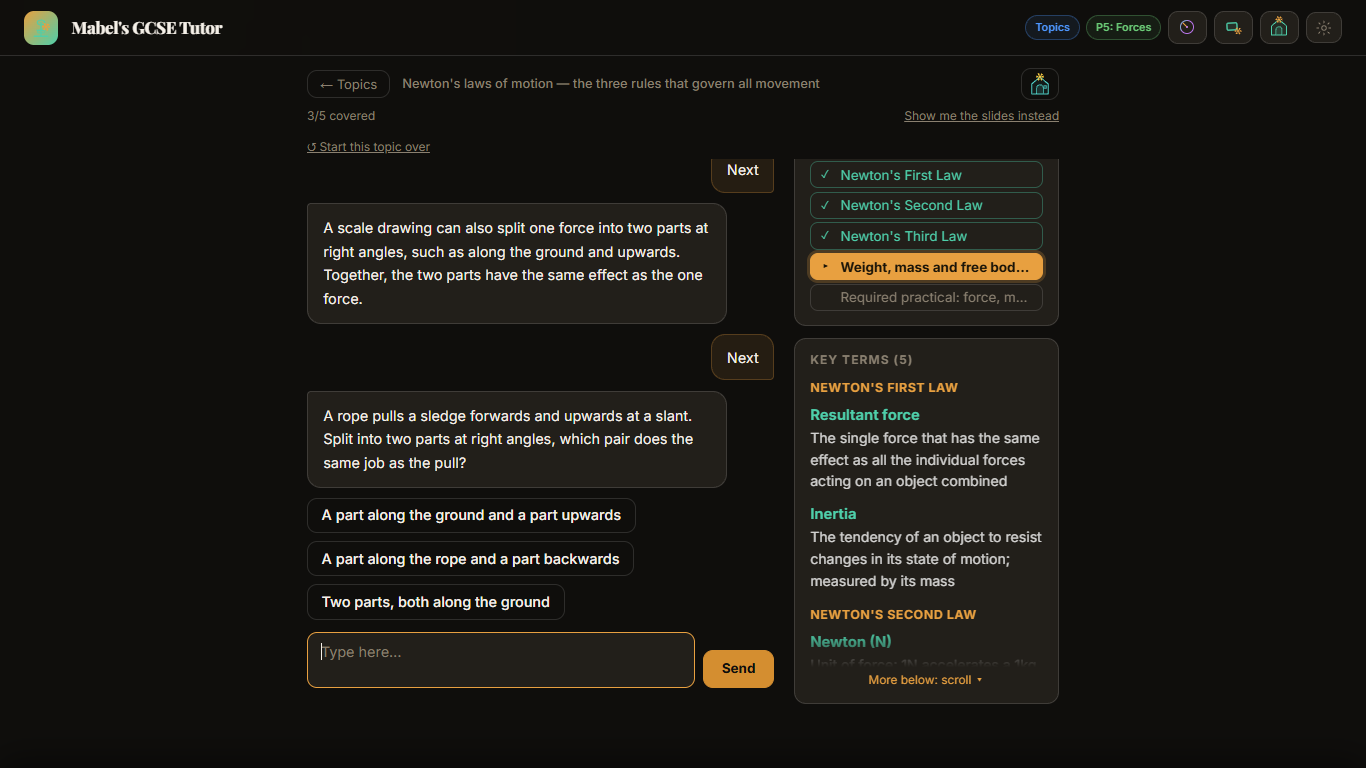 Mabel's GCSE Tutor
Topics
P5: Forces
← Topics
Newton's laws of motion — the three rules that govern all movement
3/5 covered
Show me the slides instead
↺ Start this topic over
Next
A scale drawing can also split one force into two parts at
right angles, such as along the ground and upwards.
Together, the two parts have the same effect as the one
force.
Next
A rope pulls a sledge forwards and upwards at a slant.
Split into two parts at right angles, which pair does the
same job as the pull?
A part along the ground and a part upwards
A part along the rope and a part backwards
Two parts, both along the ground
Type here...
Send
✓ Newton's First Law
✓ Newton's Second Law
✓ Newton's Third Law
Weight, mass and free bod...
Required practical: force, m...
KEY TERMS (5)
NEWTON'S FIRST LAW
Resultant force
The single force that has the same
effect as all the individual forces
acting on an object combined
Inertia
The tendency of an object to resist
changes in its state of motion;
measured by its mass
NEWTON'S SECOND LAW
Newton (N)
Unit of force: 1N accelerates a 1kg
More below: scroll